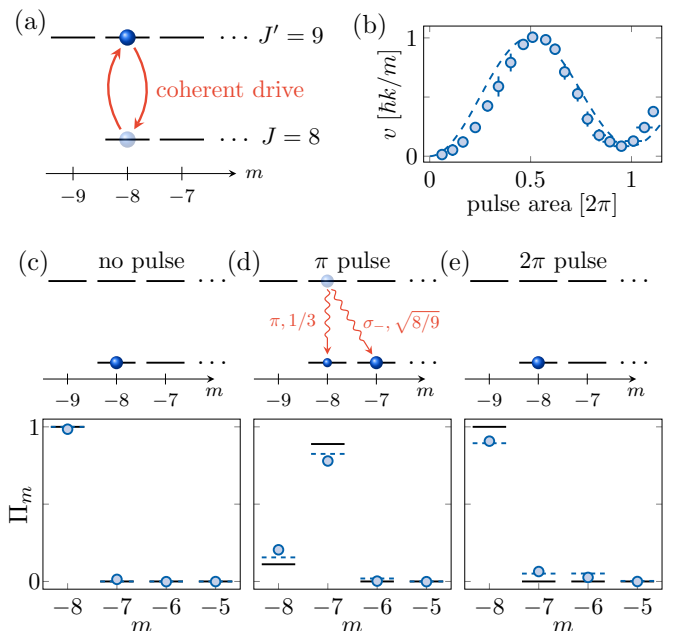 (a)
J′ = 9
coherent drive
J = 8
−9 −8 −7 m
(b)
v [ħk/m]
1
0
0 0.5 1
pulse area [2π]
(c) no pulse
−9 −8 −7 m
(d) π pulse
π, 1/3 σ−, √8/9
−9 −8 −7 m
(e) 2π pulse
−9 −8 −7 m
Πm
1
0
−8 −7 −6 −5
m
−8 −7 −6 −5
m
−8 −7 −6 −5
m